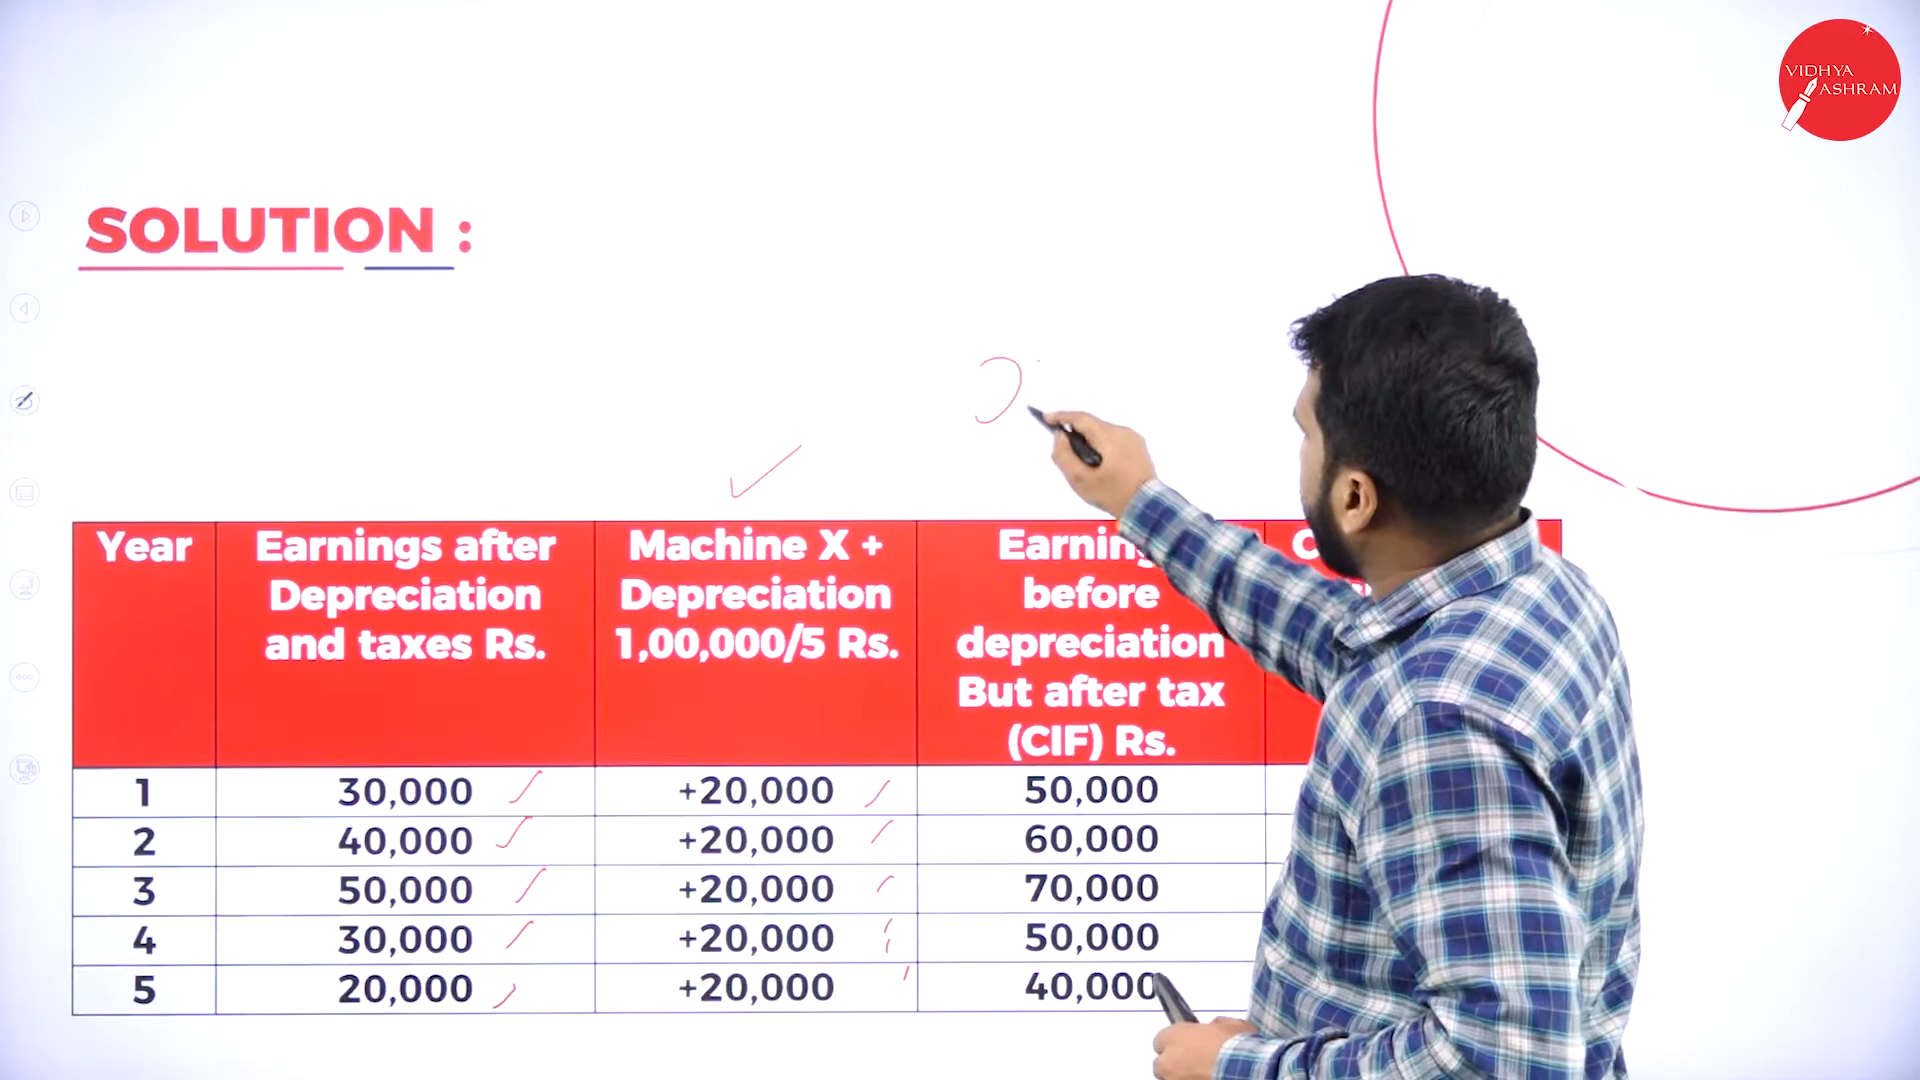 VIDHYA
ASHRAM
SOLUTION :
Year
Earnings after
Depreciation
and taxes Rs.
Machine X +
Depreciation
1,00,000/5 Rs.
before
depreciation
But after tax
(CIF) Rs.
1 30,000 +20,000 50,000
2 40,000 +20,000 60,000
3 50,000 +20,000 70,000
4 30,000 +20,000 50,000
5 20,000 +20,000 40,000